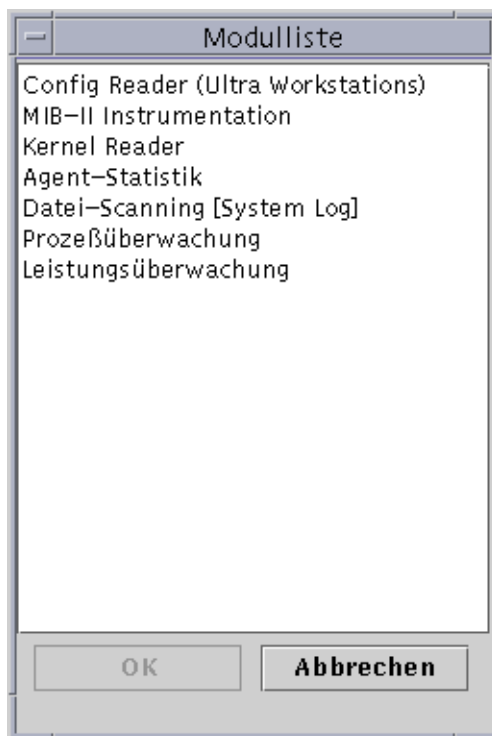 Modulliste
Config Reader (Ultra Workstations)
MIB-II Instrumentation
Kernel Reader
Agent-Statistik
Datei-Scanning [System Log]
Prozeßüberwachung
Leistungsüberwachung
OK Abbrechen